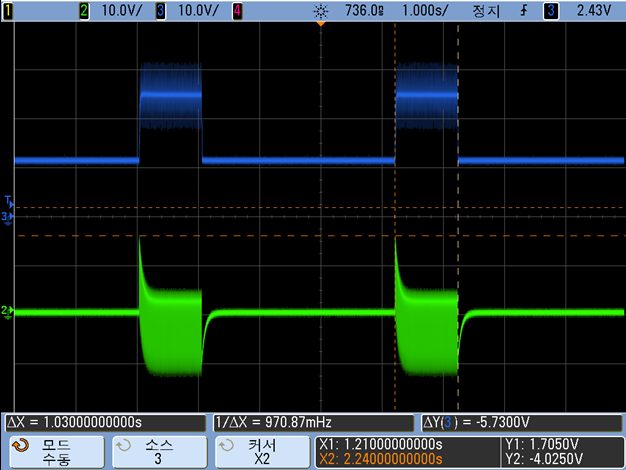 1 2 10.0V/ 3 10.0V/ 4 736.0g 1.000s/ 정지 3 2.43V
T
3
2
ΔX = 1.03000000000s 1/ΔX = 970.87mHz ΔY(3) = -5.7300V
모드 소스 커서 X1: 1.21000000000s Y1: 1.7050V
수동 3 X2 X2: 2.24000000000s Y2: -4.0250V